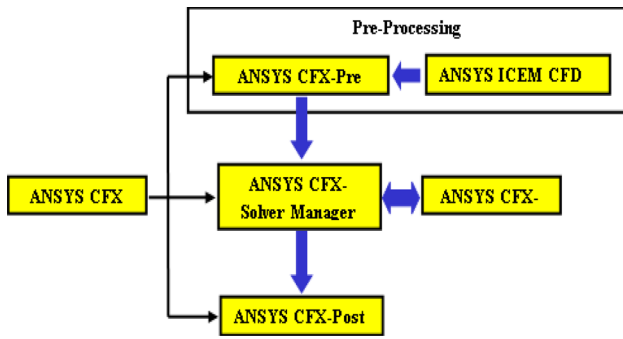 Pre-Processing
ANSYS CFX-Pre
ANSYS ICEM CFD
ANSYS CFX
ANSYS CFX-
Solver Manager
ANSYS CFX-
ANSYS CFX-Post